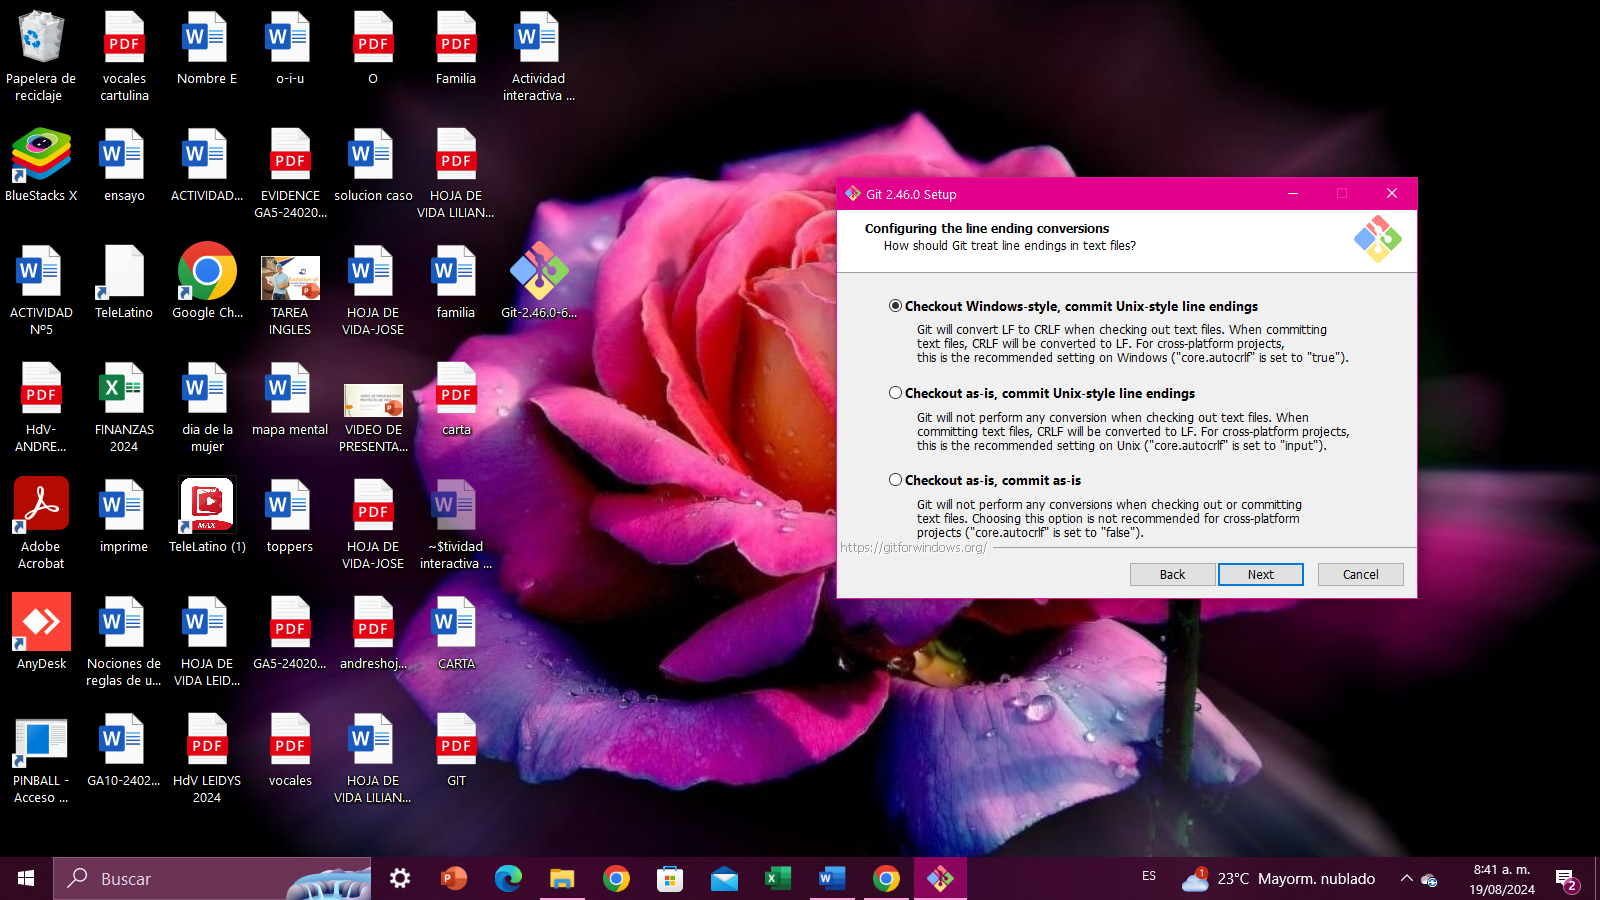 Papelera de
reciclaje
vocales
cartulina
Nombre E
o-i-u
O
Familia
Actividad
interactiva ...
BlueStacks X
ensayo
ACTIVIDAD...
EVIDENCE
GA5-24020...
solucion caso
HOJA DE
VIDA LILIAN...
ACTIVIDAD
Nº5
TeleLatino
Google Ch...
TAREA
INGLES
HOJA DE
VIDA-JOSE
familia
Git-2.46.0-6...
HdV-
ANDRE...
FINANZAS
2024
dia de la
mujer
mapa mental
VIDEO DE
PRESENTA...
carta
Adobe
Acrobat
imprime
MAX
TeleLatino (1)
toppers
HOJA DE
VIDA-JOSE
~$tividad
interactiva ...
AnyDesk
Nociones de
reglas de u...
HOJA DE
VIDA LEID...
GA5-24020...
andreshoj...
CARTA
PINBALL -
Acceso ...
GA10-2402...
HdV LEIDYS
2024
vocales
HOJA DE
VIDA LILIAN...
GIT
Git 2.46.0 Setup
Configuring the line ending conversions
How should Git treat line endings in text files?
Checkout Windows-style, commit Unix-style line endings
Git will convert LF to CRLF when checking out text files. When committing
text files, CRLF will be converted to LF. For cross-platform projects,
this is the recommended setting on Windows ("core.autocrlf" is set to "true").
Checkout as-is, commit Unix-style line endings
Git will not perform any conversion when checking out text files. When
committing text files, CRLF will be converted to LF. For cross-platform projects,
this is the recommended setting on Unix ("core.autocrlf" is set to "input").
Checkout as-is, commit as-is
Git will not perform any conversions when checking out or committing
text files. Choosing this option is not recommended for cross-platform
projects ("core.autocrlf" is set to "false").
https://gitforwindows.org/
Back
Next
Cancel
Buscar
ES
1
23°C Mayorm. nublado
8:41 a. m.
19/08/2024
2